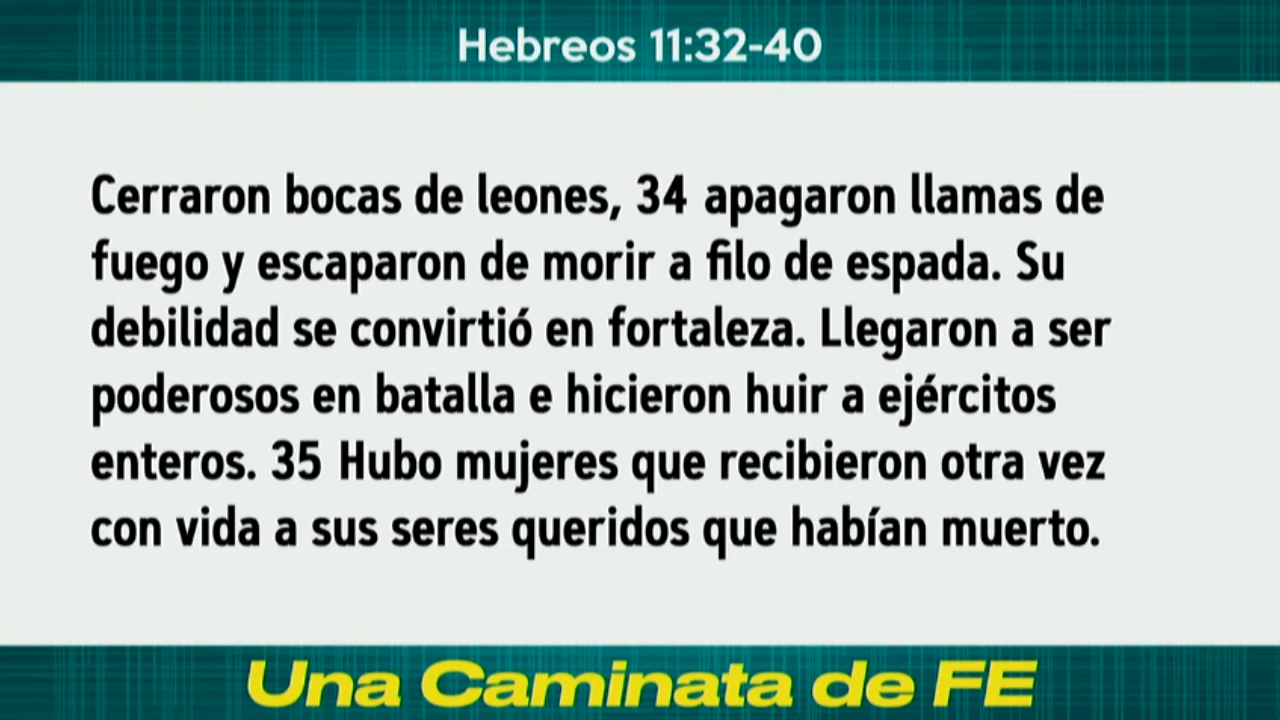 Hebreos 11:32-40
Cerraron bocas de leones, 34 apagaron llamas de
fuego y escaparon de morir a filo de espada. Su
debilidad se convirtió en fortaleza. Llegaron a ser
poderosos en batalla e hicieron huir a ejércitos
enteros. 35 Hubo mujeres que recibieron otra vez
con vida a sus seres queridos que habían muerto.
Una Caminata de FE